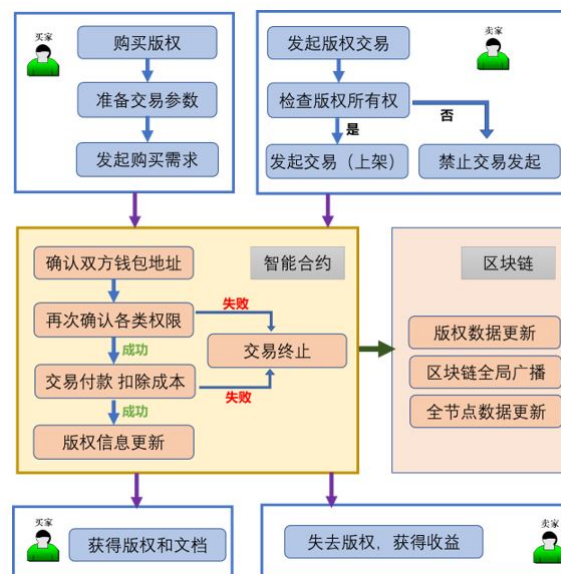 买家
购买版权
准备交易参数
发起购买需求
卖家
发起版权交易
检查版权所有权
是
否
发起交易（上架）
禁止交易发起
智能合约
确认双方钱包地址
再次确认各类权限
失败
成功
交易终止
交易付款 扣除成本
失败
成功
版权信息更新
区块链
版权数据更新
区块链全局广播
全节点数据更新
买家
获得版权和文档
卖家
失去版权，获得收益